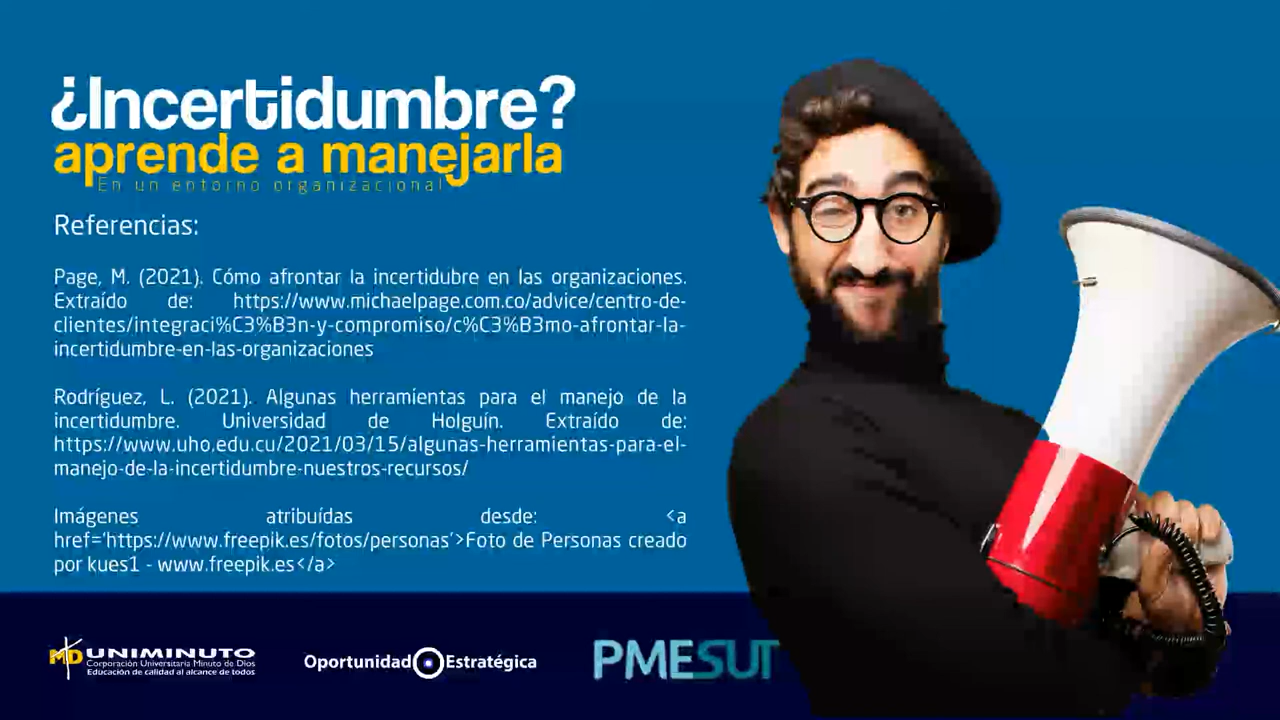 ¿Incertidumbre?
aprende a manejarla
En un entorno organizacional
Referencias:
Page, M. (2021). Cómo afrontar la incertidubre en las organizaciones.
Extraído de: https://www.michaelpage.com.co/advice/centro-de-
clientes/integraci%C3%B3n-y-compromiso/c%C3%B3mo-afrontar-la-
incertidumbre-en-las-organizaciones
Rodríguez, L. (2021). Algunas herramientas para el manejo de la
incertidumbre. Universidad de Holguín. Extraído de:
https://www.uho.edu.cu/2021/03/15/algunas-herramientas-para-el-
manejo-de-la-incertidumbre-nuestros-recursos/
Imágenes atribuídas desde: <a
href='https://www.freepik.es/fotos/personas'>Foto de Personas creado
por kues1 - www.freepik.es</a>
MD UNIMINUTO
Corporación Universitaria Minuto de Dios
Educación de calidad al alcance de todos
Oportunidad Estratégica
PMESUT